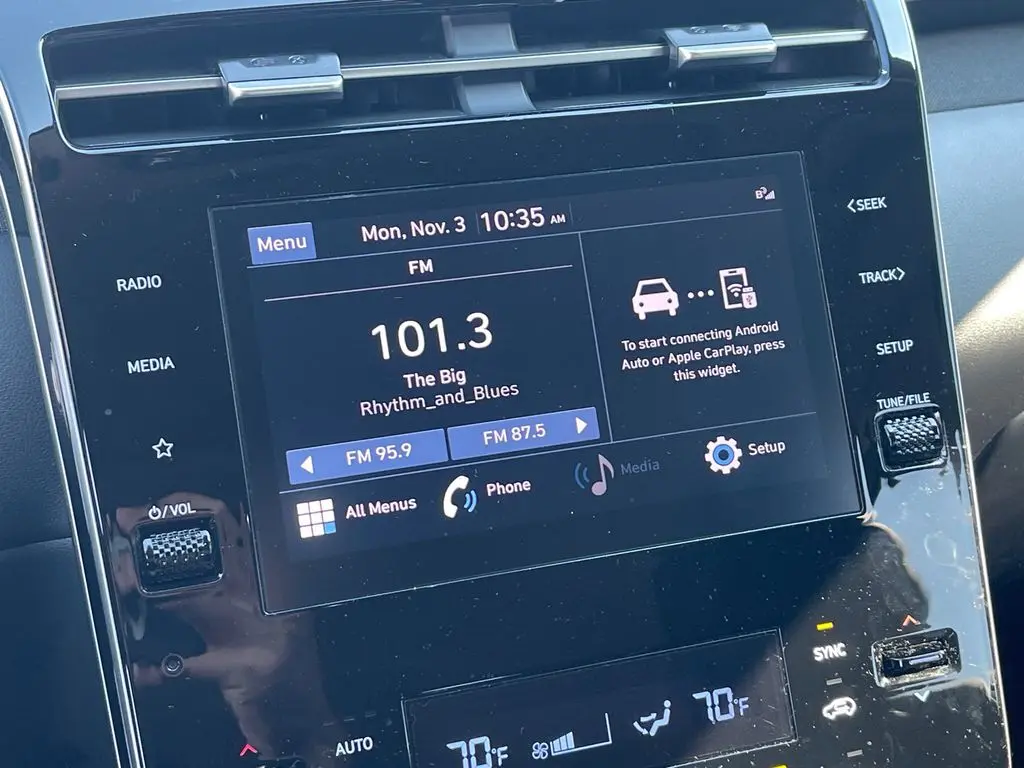 Mon, Nov. 3 10:35 AM
Menu
FM
101.3
The Big
Rhythm_and_Blues
FM 95.9
FM 87.5
To start connecting Android
Auto or Apple CarPlay, press
this widget.
All Menus
Phone
Media
Setup
RADIO
MEDIA
⏻/VOL
SEEK
TRACK
SETUP
TUNE/FILE
SYNC
AUTO
70°F
70°F